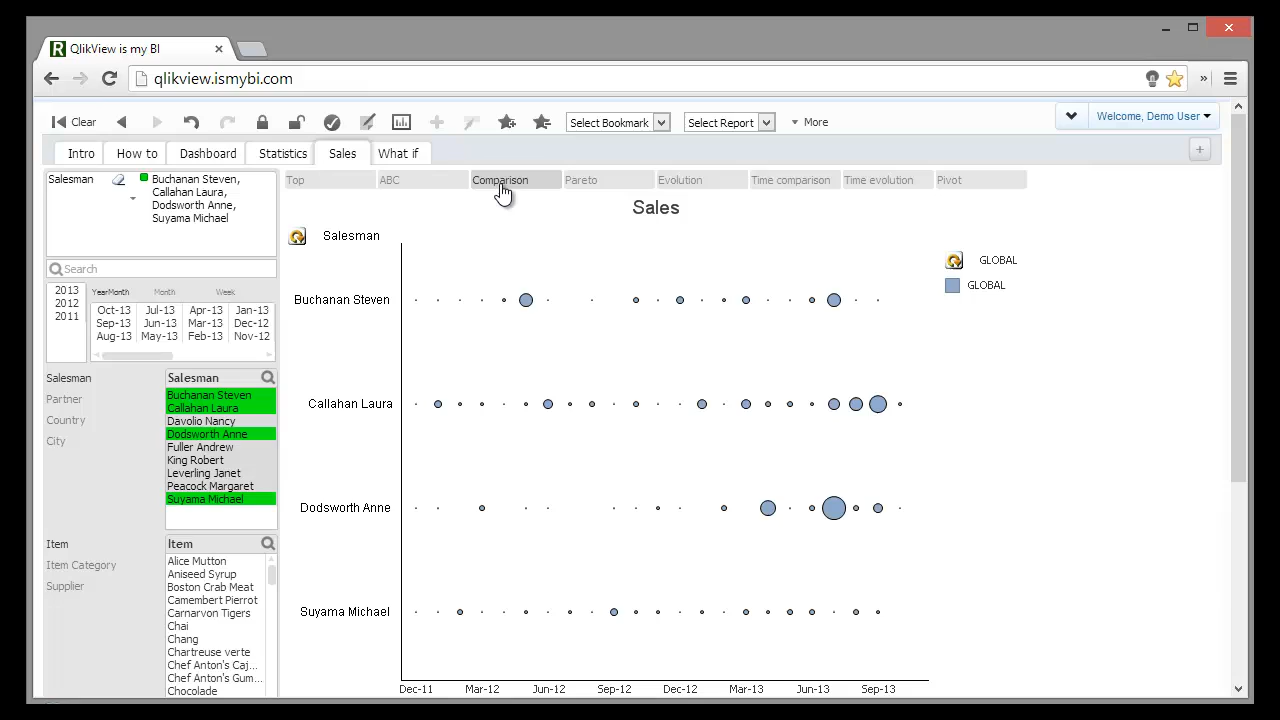 QlikView is my BI
qlikview.ismybi.com
Clear
Select Bookmark
Select Report
More
Welcome, Demo User
Intro
How to
Dashboard
Statistics
Sales
What if
Salesman
Buchanan Steven,
Callahan Laura,
Dodsworth Anne,
Suyama Michael
Search
2013
2012
2011
YearMonth Month Week
Oct-13 Jul-13 Apr-13 Jan-13
Sep-13 Jun-13 Mar-13 Dec-12
Aug-13 May-13 Feb-13 Nov-12
Salesman
Partner
Country
City
Salesman
Buchanan Steven
Callahan Laura
Davolio Nancy
Dodsworth Anne
Fuller Andrew
King Robert
Leverling Janet
Peacock Margaret
Suyama Michael
Item
Item Category
Supplier
Item
Alice Mutton
Aniseed Syrup
Boston Crab Meat
Camembert Pierrot
Carnarvon Tigers
Chai
Chang
Chartreuse verte
Chef Anton's Caj...
Chef Anton's Gum...
Chocolade
Top
ABC
Comparison
Pareto
Evolution
Time comparison
Time evolution
Pivot
Sales
Salesman
Buchanan Steven
Callahan Laura
Dodsworth Anne
Suyama Michael
Dec-11 Mar-12 Jun-12 Sep-12 Dec-12 Mar-13 Jun-13 Sep-13
GLOBAL
GLOBAL